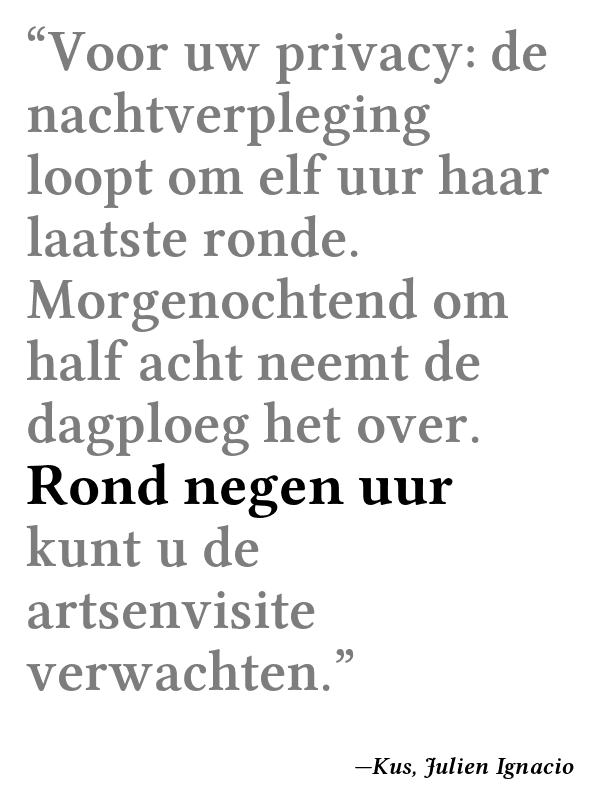 “Voor uw privacy: de
nachtverpleging
loopt om elf uur haar
laatste ronde.
Morgenochtend om
half acht neemt de
dagploeg het over.
Rond negen uur
kunt u de
artsenvisite
verwachten.”
—Kus, Julien Ignacio